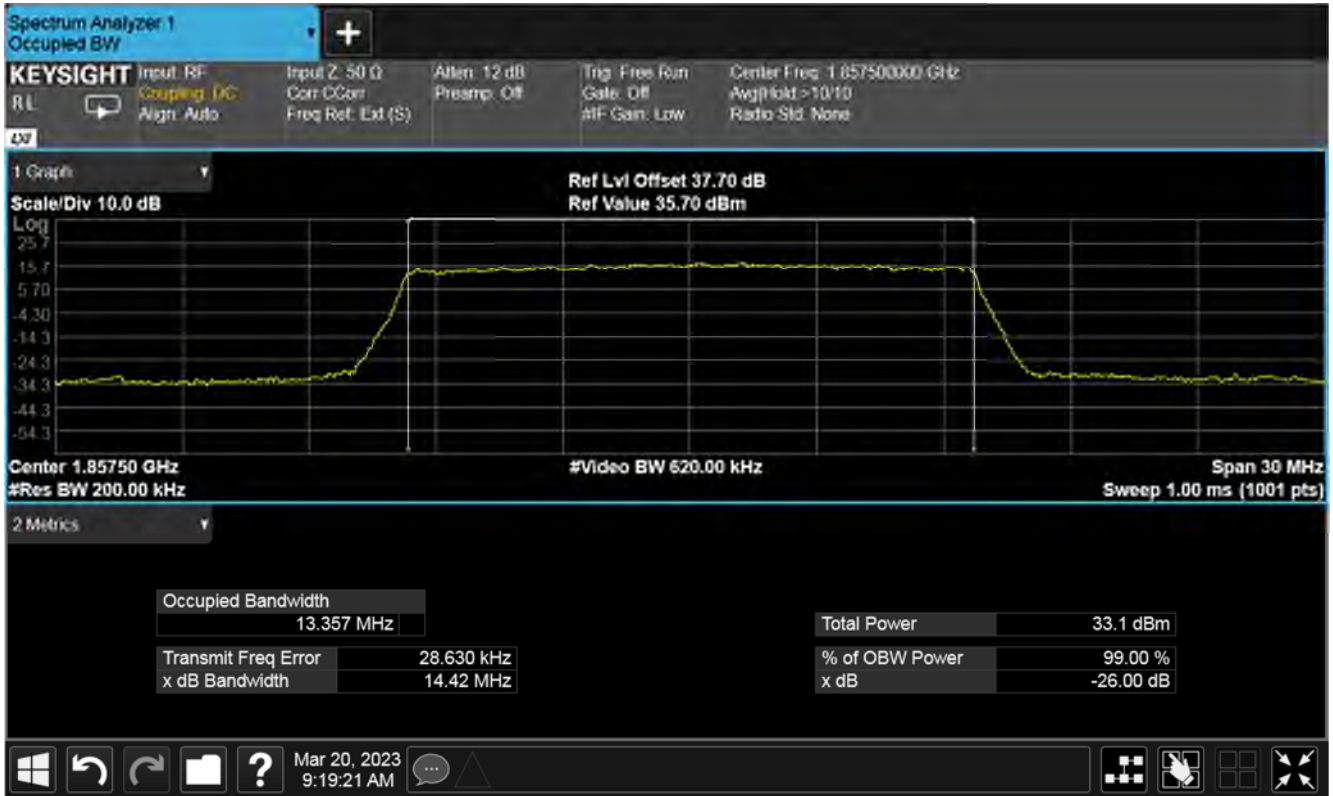 Spectrum Analyzer 1
Occupied BW
+
KEYSIGHT
RL
LXI
Input: RF
Coupling: DC
Align: Auto
Input Z: 50 Ω
Corr CCorr
Freq Ref: Ext (S)
Atten: 12 dB
Preamp: Off
Trig: Free Run
Gate: Off
#IF Gain: Low
Center Freq: 1.857500000 GHz
Avg|Hold:>10/10
Radio Std: None
1 Graph
Scale/Div 10.0 dB
Ref Lvl Offset 37.70 dB
Ref Value 35.70 dBm
Log
25.7
15.7
5.70
-4.30
-14.3
-24.3
-34.3
-44.3
-54.3
Center 1.85750 GHz
#Video BW 620.00 kHz
Span 30 MHz
#Res BW 200.00 kHz
Sweep 1.00 ms (1001 pts)
2 Metrics
Occupied Bandwidth
13.357 MHz
Transmit Freq Error 28.630 kHz
x dB Bandwidth 14.42 MHz
Total Power 33.1 dBm
% of OBW Power 99.00 %
x dB -26.00 dB
?
Mar 20, 2023
9:19:21 AM